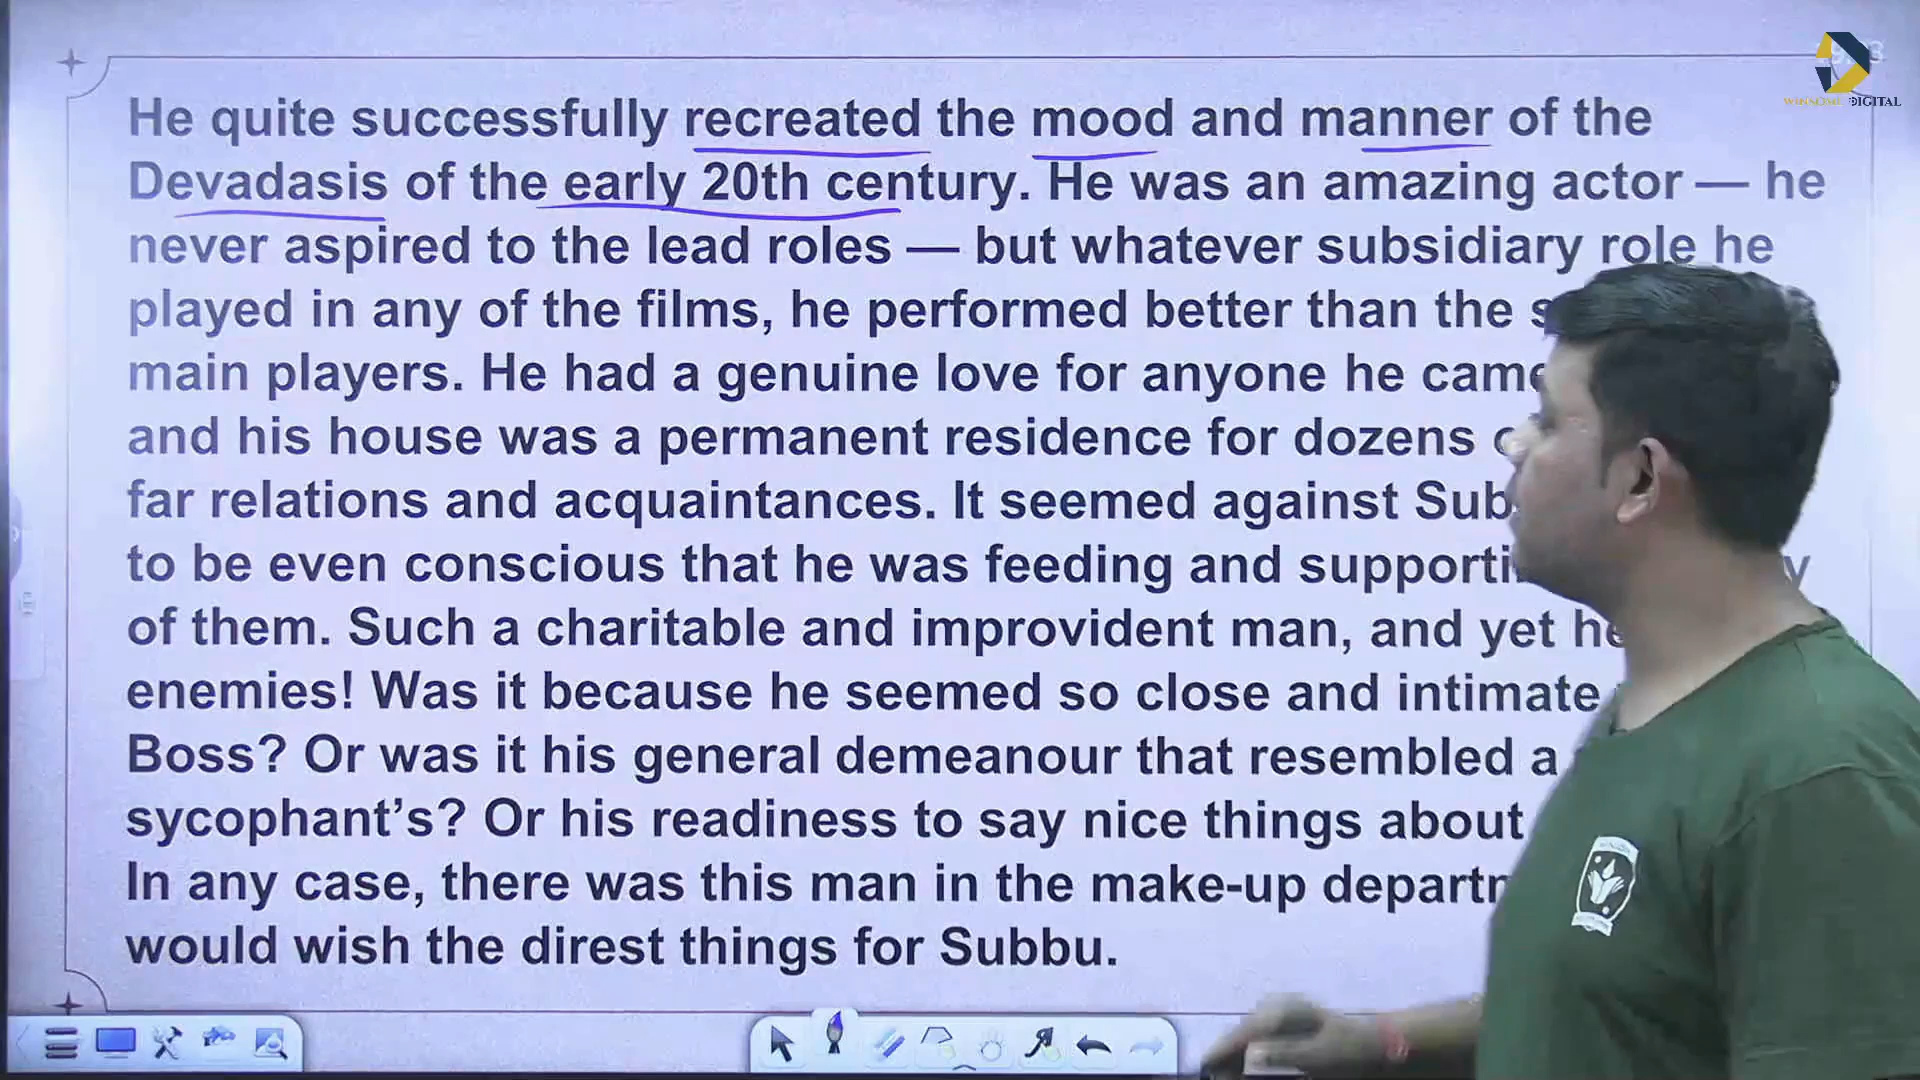 He quite successfully recreated the mood and manner of the
Devadasis of the early 20th century. He was an amazing actor — he
never aspired to the lead roles — but whatever subsidiary role he
played in any of the films, he performed better than the
main players. He had a genuine love for anyone he came
and his house was a permanent residence for dozens
far relations and acquaintances. It seemed against
to be even conscious that he was feeding and
of them. Such a charitable and improvident man, and yet
enemies! Was it because he seemed so close and intimate
Boss? Or was it his general demeanour that resembled a
sycophant’s? Or his readiness to say nice things about
In any case, there was this man in the make-up
would wish the direst things for Subbu.
DIGITAL